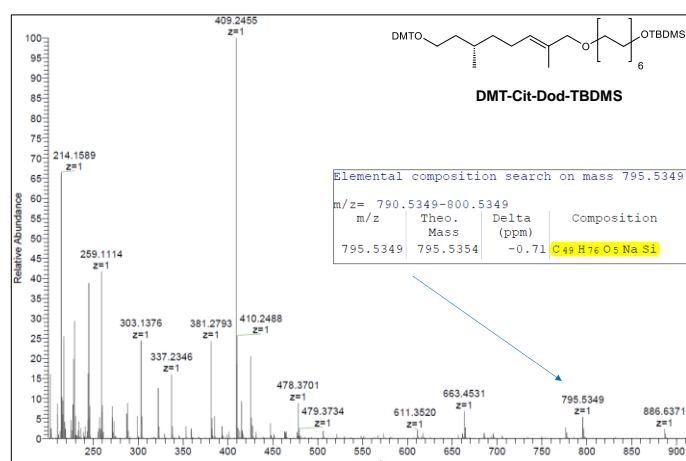 409.2455
z=1
DMTO
O
OTBDMS
6
DMT-Cit-Dod-TBDMS
100
95
90
85
80
75
70
65
60
55
50
45
40
35
30
25
20
15
10
5
0
Relative Abundance
214.1589
z=1
Elemental composition search on mass 795.5349
m/z= 790.5349-800.5349
m/z Theo. Delta Composition
Mass (ppm)
795.5349 795.5354 -0.71 C49 H76 O5 Na Si
259.1114
z=1
303.1376
z=1
381.2793
z=1
410.2488
z=1
337.2346
z=1
478.3701
z=1
479.3734
z=1
611.3520
z=1
663.4531
z=1
795.5349
z=1
886.6371
z=1
250 300 350 400 450 500 550 600 650 700 750 800 850 900